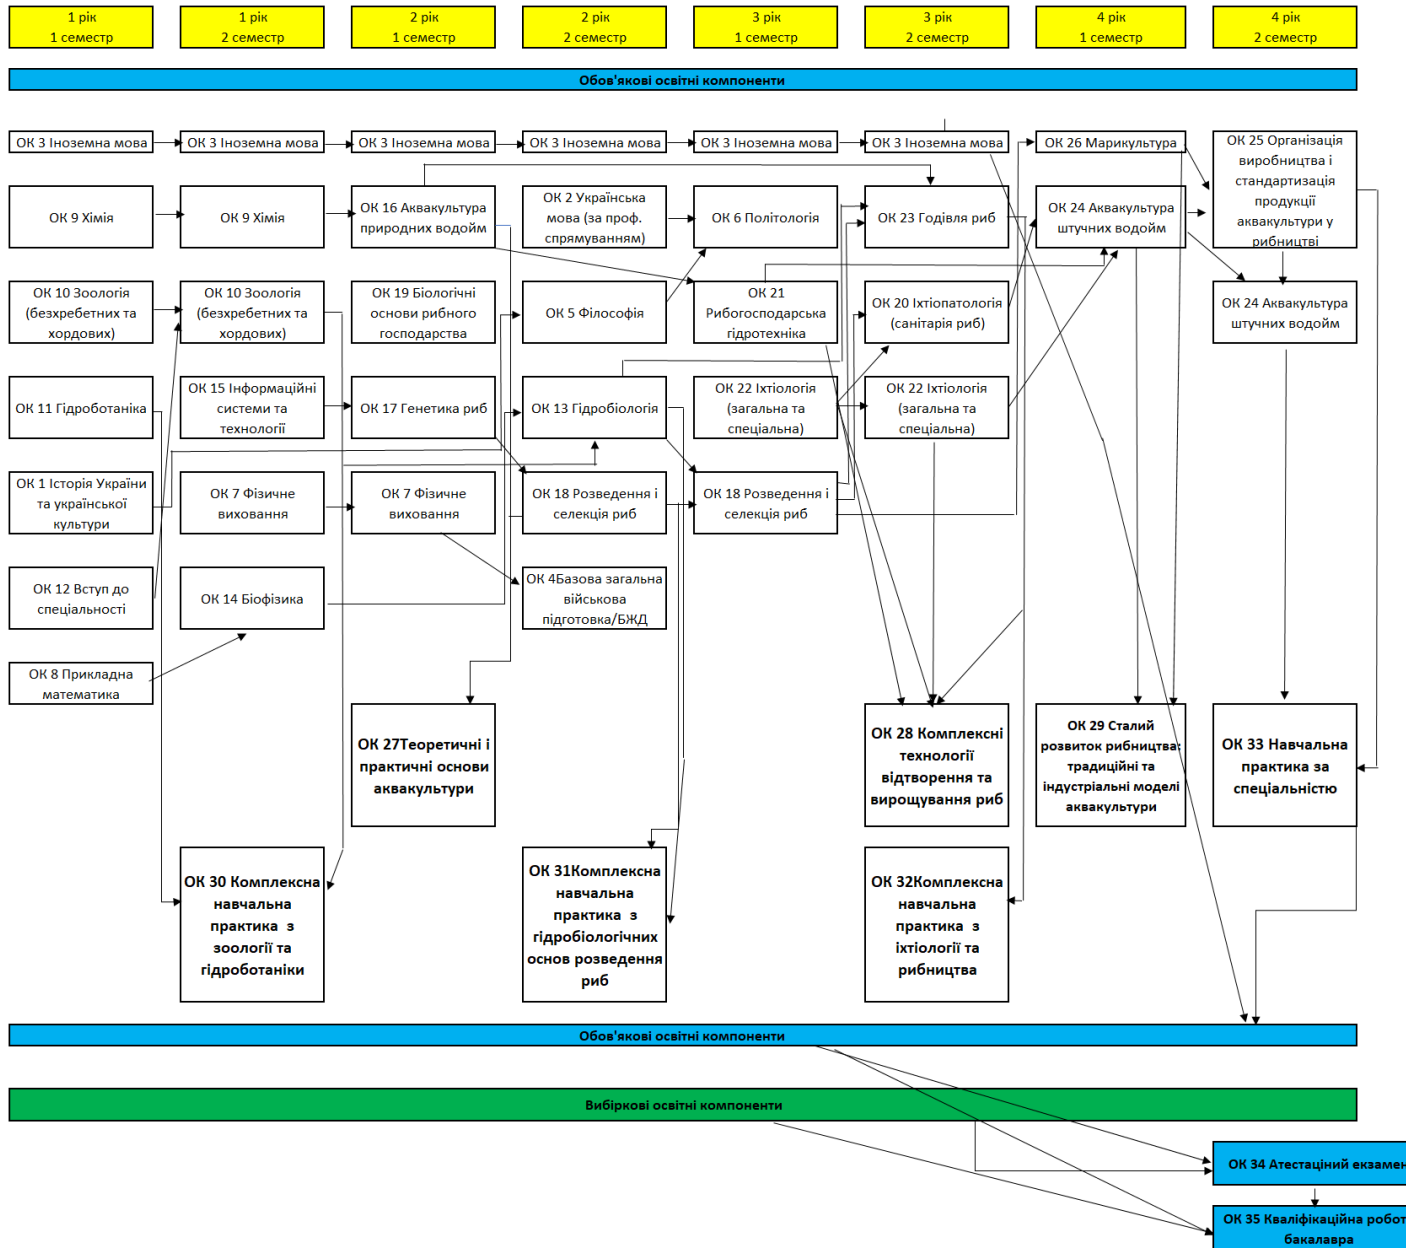 1 рік
1 семестр
1 рік
2 семестр
2 рік
1 семестр
2 рік
2 семестр
3 рік
1 семестр
3 рік
2 семестр
4 рік
1 семестр
4 рік
2 семестр
Обов'якові освітні компоненти
ОК 3 Іноземна мова
ОК 3 Іноземна мова
ОК 3 Іноземна мова
ОК 3 Іноземна мова
ОК 3 Іноземна мова
ОК 3 Іноземна мова
ОК 26 Марикультура
ОК 25 Організація
виробництва і
стандартизація
продукції
аквакультури у
рибництві
ОК 9 Хімія
ОК 9 Хімія
ОК 16 Аквакультура
природних водойм
ОК 2 Українська
мова (за проф.
спрямуванням)
ОК 6 Політологія
ОК 23 Годівля риб
ОК 24 Аквакультура
штучних водойм
ОК 10 Зоологія
(безхребетних та
хордових)
ОК 10 Зоологія
(безхребетних та
хордових)
ОК 19 Біологічні
основи рибного
господарства
ОК 5 Філософія
ОК 21
Рибогосподарська
гідротехніка
ОК 20 Іхтіопатологія
(санітарія риб)
ОК 24 Аквакультура
штучних водойм
ОК 11 Гідроботаніка
ОК 15 Інформаційні
системи та
технології
ОК 17 Генетика риб
ОК 13 Гідробіологія
ОК 22 Іхтіологія
(загальна та
спеціальна)
ОК 22 Іхтіологія
(загальна та
спеціальна)
ОК 1 Історія України
та української
культури
ОК 7 Фізичне
виховання
ОК 7 Фізичне
виховання
ОК 18 Розведення і
селекція риб
ОК 18 Розведення і
селекція риб
ОК 12 Вступ до
спеціальності
ОК 14 Біофізика
ОК 4Базова загальна
військова
підготовка/БЖД
ОК 8 Прикладна
математика
ОК 27Теоретичні і
практичні основи
аквакультури
ОК 28 Комплексні
технології
відтворення та
вирощування риб
ОК 29 Сталий
розвиток рибництва:
традиційні та
індустріальні моделі
аквакультури
ОК 33 Навчальна
практика за
спеціальністю
ОК 30 Комплексна
навчальна
практика з
зоології та
гідроботаніки
ОК 31Комплексна
навчальна
практика з
гідробіологічних
основ розведення
риб
ОК 32Комплексна
навчальна
практика з
іхтіології та
рибництва
Обов'якові освітні компоненти
Вибіркові освітні компоненти
ОК 34 Атестаціний екзамен
ОК 35 Кваліфікаційна робот
бакалавра